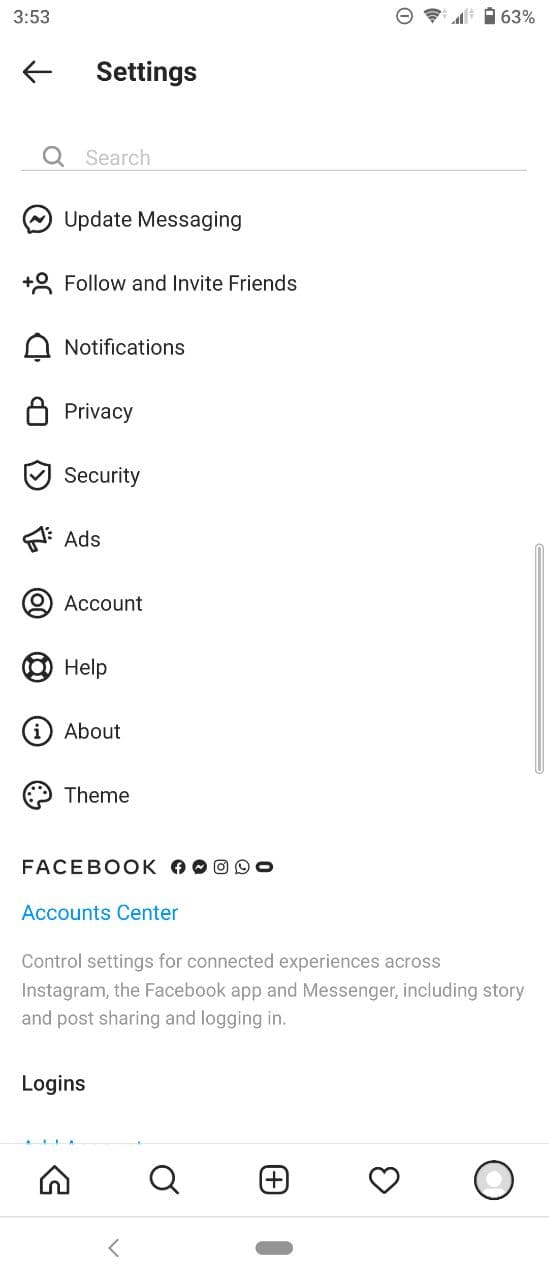 3:53
63%
Settings
Search
Update Messaging
Follow and Invite Friends
Notifications
Privacy
Security
Ads
Account
Help
About
Theme
FACEBOOK
Accounts Center
Control settings for connected experiences across
Instagram, the Facebook app and Messenger, including story
and post sharing and logging in.
Logins